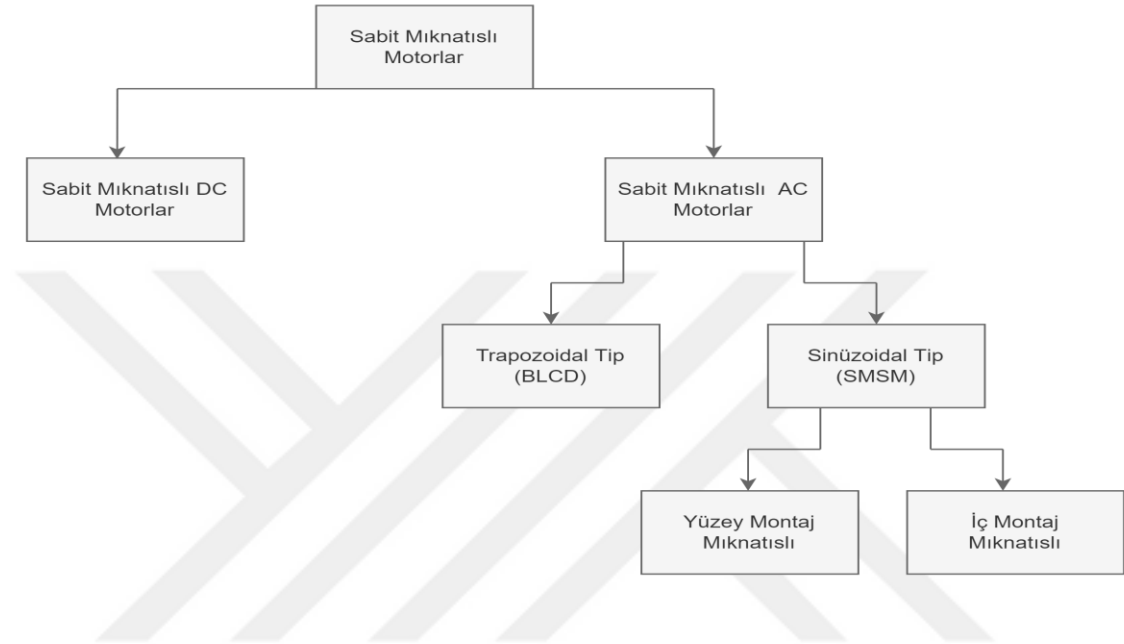 Sabit Mıknatıslı
Motorlar
Sabit Mıknatıslı DC
Motorlar
Sabit Mıknatıslı  AC
Motorlar
Trapozoidal Tip
(BLCD)
Sinüzoidal Tip
(SMSM)
Yüzey Montaj
Mıknatıslı
İç Montaj
Mıknatıslı